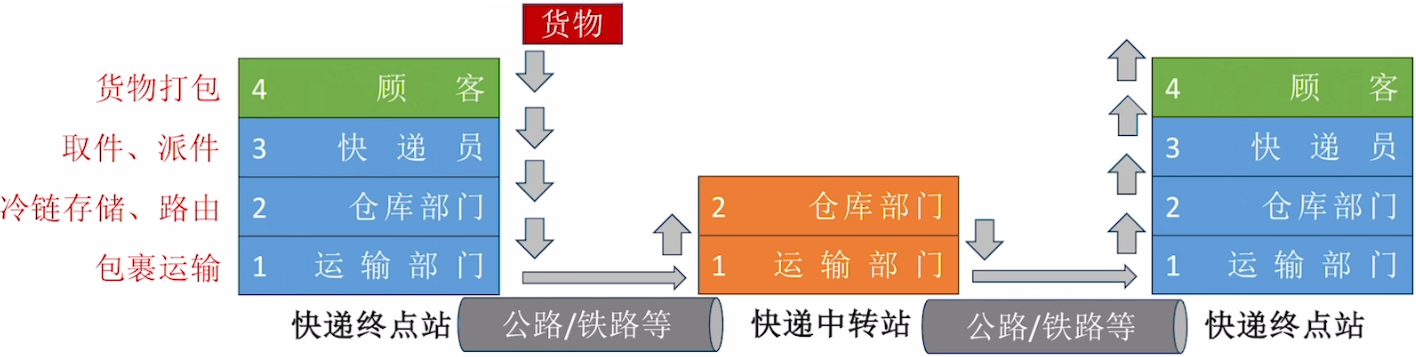 货物
货物打包 4 顾客 4 顾客
取件、派件 3 快递员 3 快递员
冷链存储、路由 2 仓库部门 2 仓库部门 2 仓库部门
包裹运输 1 运输部门 1 运输部门 1 运输部门
快递终点站 公路/铁路等 快递中转站 公路/铁路等 快递终点站